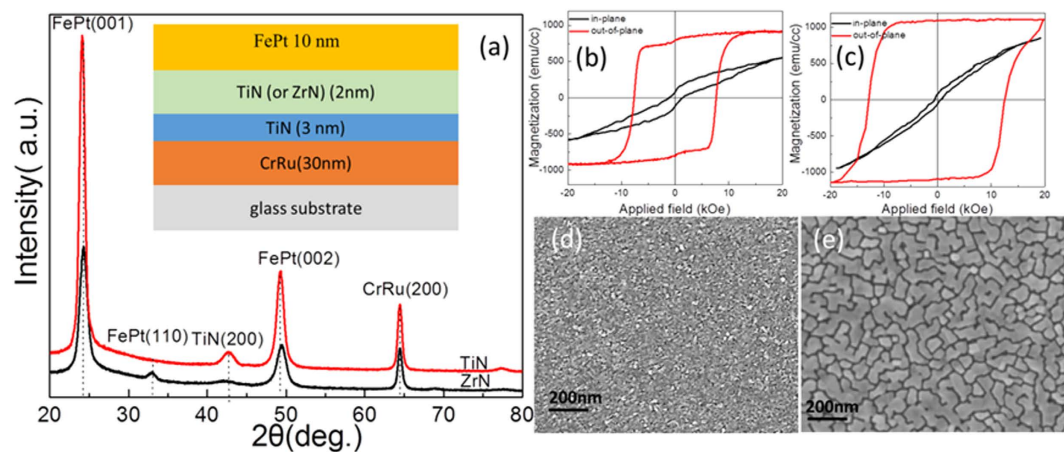 FePt(001)
(a)
FePt 10 nm
TiN (or ZrN) (2nm)
TiN (3 nm)
CrRu(30nm)
glass substrate
FePt(110)
TiN(200)
FePt(002)
CrRu(200)
TiN
ZrN
Intensity( a.u.)
20 30 40 50 60 70 80
2θ(deg.)
in-plane
out-of-plane
(b)
Magnetization (emu/cc)
1000
500
0
-500
-1000
-20 -10 0 10 20
Applied field (kOe)
in-plane
out-of-plane
(c)
Magnetization (emu/cc)
1000
500
0
-500
-1000
-20 -10 0 10 20
Applied field (kOe)
(d)
200nm
(e)
200nm